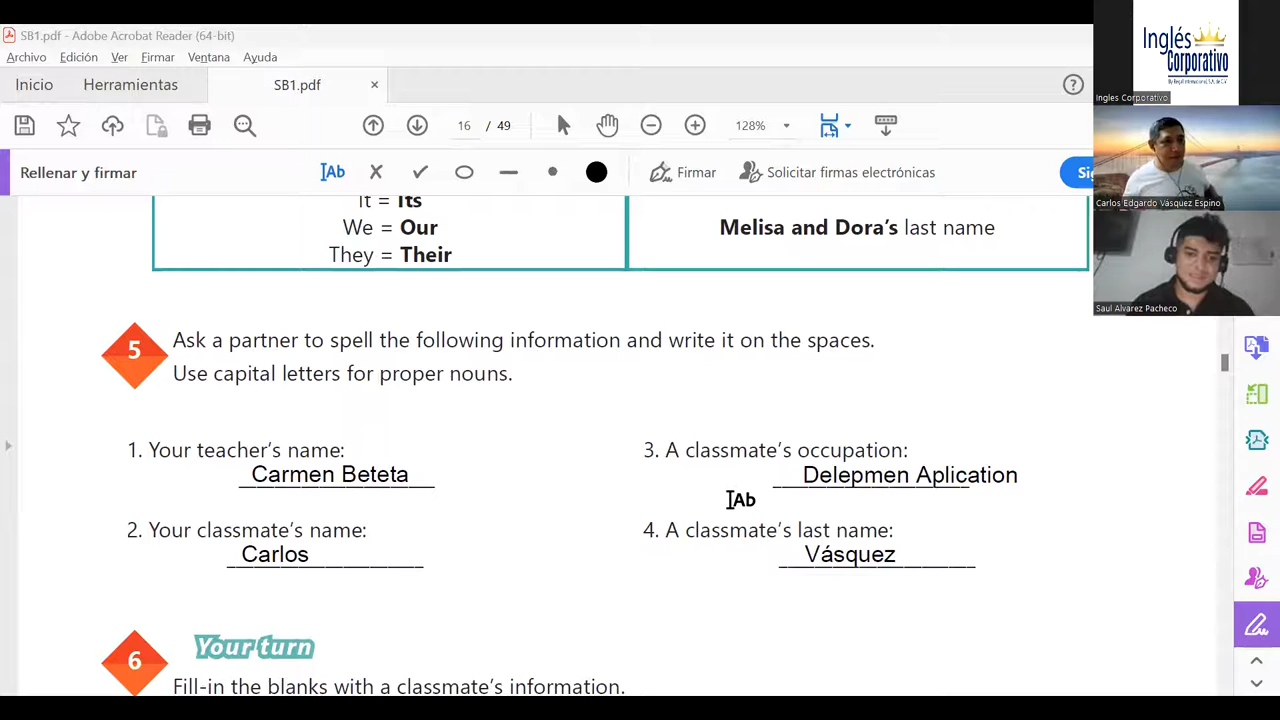 SB1.pdf - Adobe Acrobat Reader (64-bit)
Archivo Edición Ver Firmar Ventana Ayuda
Inicio Herramientas SB1.pdf × ?
16 / 49 128%
Rellenar y firmar IAb Firmar Solicitar firmas electrónicas Si
Inglés
Corporativo
Ingles Corporativo
Carlos Edgardo Vásquez Espino
Saul Alvarez Pacheco
It = Its
We = Our
They = Their
Melisa and Dora's last name
5
Ask a partner to spell the following information and write it on the spaces.
Use capital letters for proper nouns.
1. Your teacher's name:
Carmen Beteta
2. Your classmate's name:
Carlos
3. A classmate's occupation:
Delepmen Aplication
IAb
4. A classmate's last name:
Vásquez
6
Your turn
Fill-in the blanks with a classmate's information.